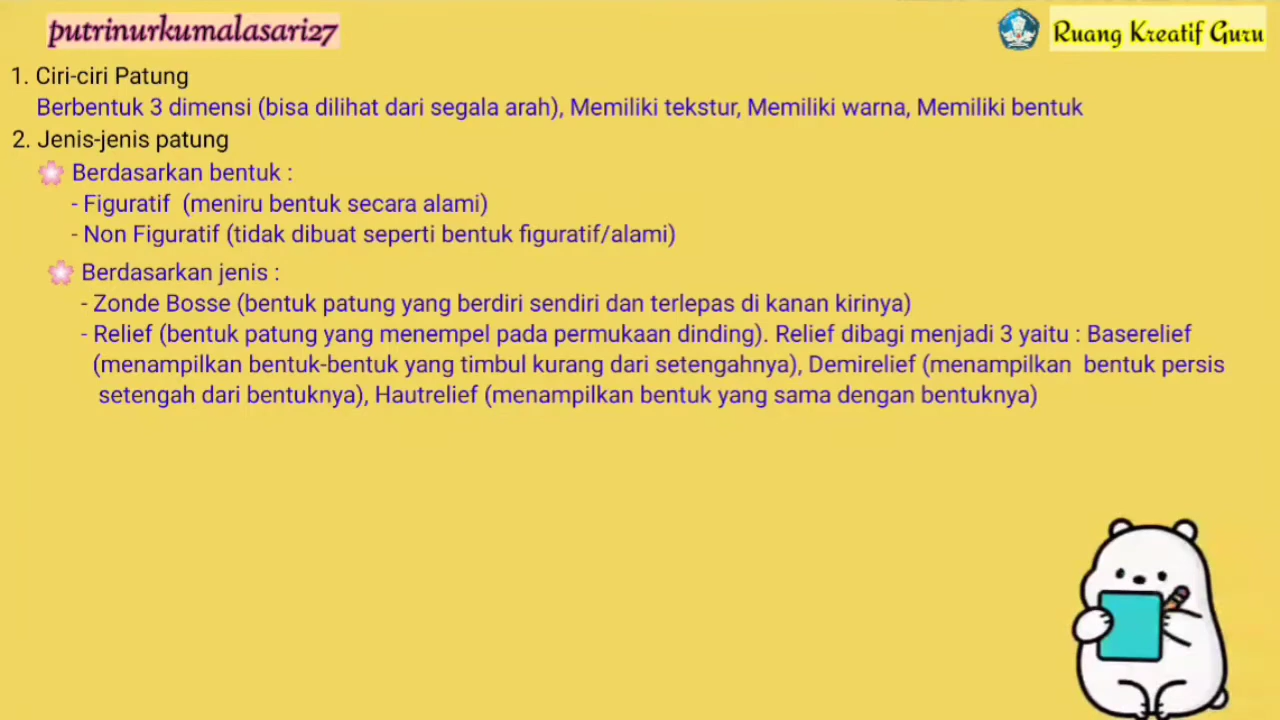 putrinurkumalasari27
Ruang Kreatif Guru
1. Ciri-ciri Patung
Berbentuk 3 dimensi (bisa dilihat dari segala arah), Memiliki tekstur, Memiliki warna, Memiliki bentuk
2. Jenis-jenis patung
Berdasarkan bentuk :
- Figuratif (meniru bentuk secara alami)
- Non Figuratif (tidak dibuat seperti bentuk figuratif/alami)
Berdasarkan jenis :
- Zonde Bosse (bentuk patung yang berdiri sendiri dan terlepas di kanan kirinya)
- Relief (bentuk patung yang menempel pada permukaan dinding). Relief dibagi menjadi 3 yaitu : Baserelief
(menampilkan bentuk-bentuk yang timbul kurang dari setengahnya), Demirelief (menampilkan bentuk persis
setengah dari bentuknya), Hautrelief (menampilkan bentuk yang sama dengan bentuknya)